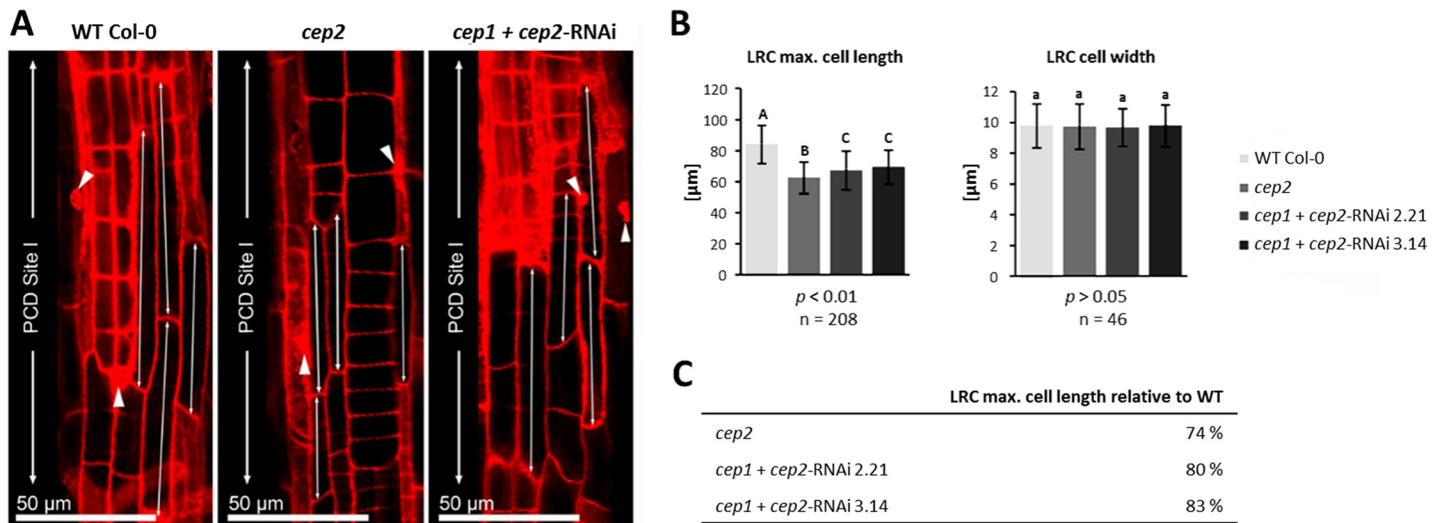 A
WT Col-0
cep2
cep1 + cep2-RNAi
PCD Site I
PCD Site I
PCD Site I
50 µm
50 µm
50 µm
B
LRC max. cell length
[µm]
120
100
80
60
40
20
0
A
B
C
C
p < 0.01
n = 208
LRC cell width
[µm]
12
10
8
6
4
2
0
a
a
a
a
p > 0.05
n = 46
WT Col-0
cep2
cep1 + cep2-RNAi 2.21
cep1 + cep2-RNAi 3.14
C
LRC max. cell length relative to WT
cep2 74 %
cep1 + cep2-RNAi 2.21 80 %
cep1 + cep2-RNAi 3.14 83 %